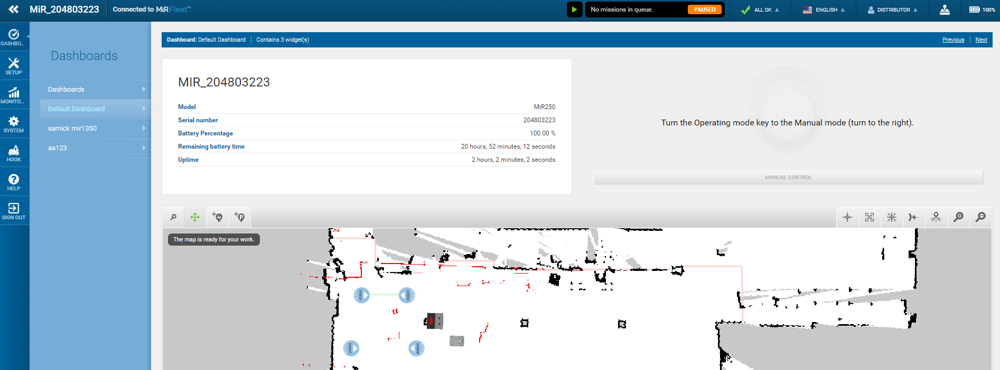 MiR_204803223
Connected to MiRFleet™
No missions in queue.
PAUSED
ALL OK
ENGLISH
DISTRIBUTOR
100%
DASHBO...
SETUP
MONITO...
SYSTEM
HOOK
HELP
SIGN OUT
Dashboards
Dashboards
Default Dashboard
samick mir1350
aa123
Dashboard: Default Dashboard
Contains 3 widget(s)
Previous
Next
MIR_204803223
Model MiR250
Serial number 204803223
Battery Percentage 100.00 %
Remaining battery time 20 hours, 52 minutes, 12 seconds
Uptime 2 hours, 2 minutes, 2 seconds
Turn the Operating mode key to the Manual mode (turn to the right).
MANUAL CONTROL
The map is ready for your work.
ROBOT
ROBOT
ROBOT
ROBOT